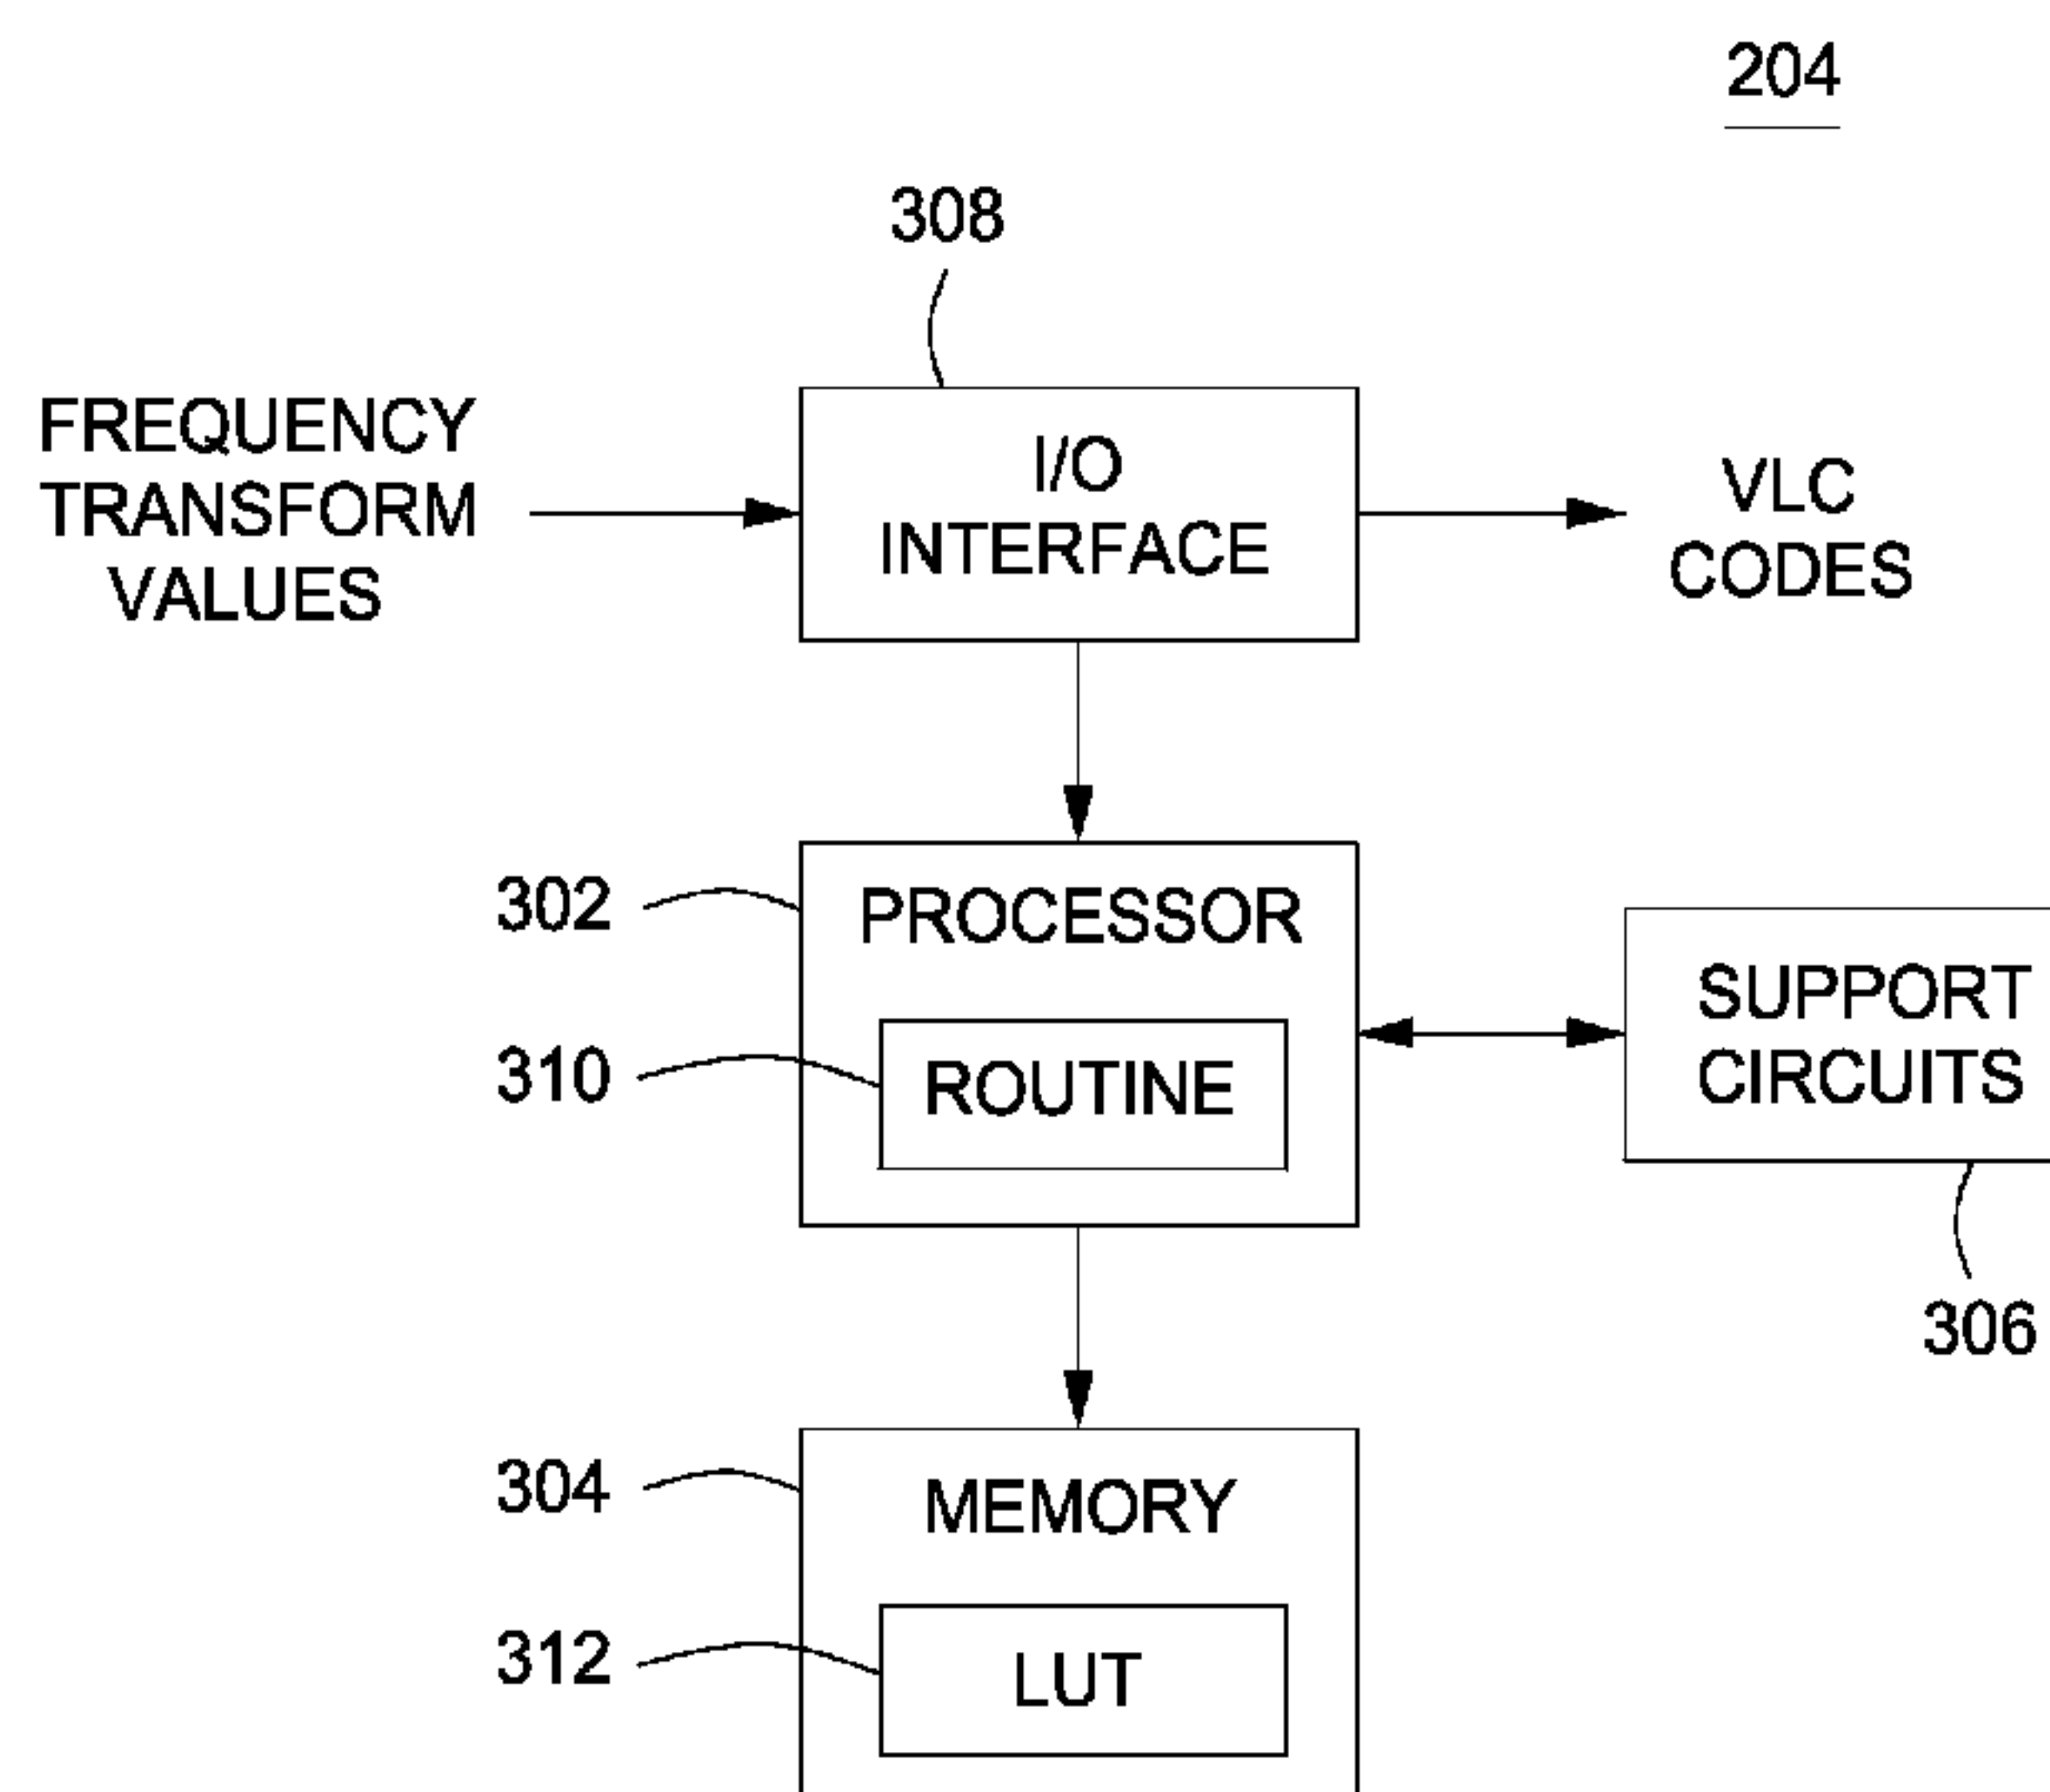 204
308
FREQUENCY
TRANSFORM
VALUES
I/O
INTERFACE
VLC
CODES
302
PROCESSOR
310
ROUTINE
SUPPORT
CIRCUITS
306
304
MEMORY
312
LUT